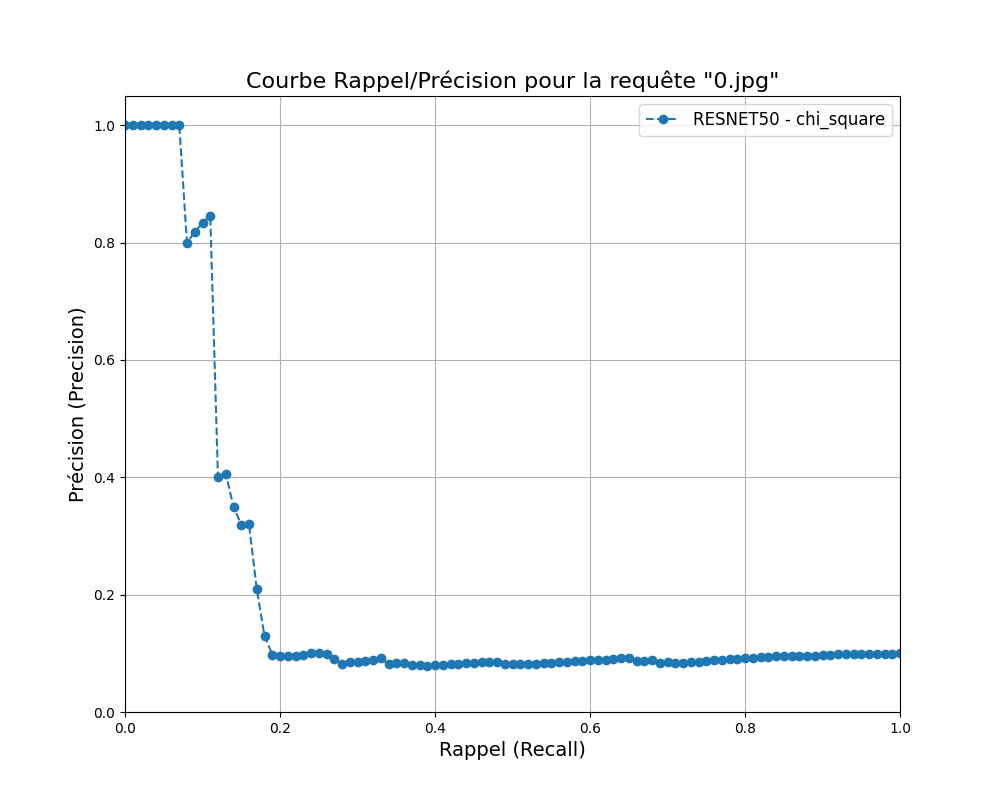 Courbe Rappel/Précision pour la requête "0.jpg"
RESNET50 - chi_square
1.0
0.8
0.6
0.4
0.2
0.0
Précision (Precision)
0.0 0.2 0.4 0.6 0.8 1.0
Rappel (Recall)